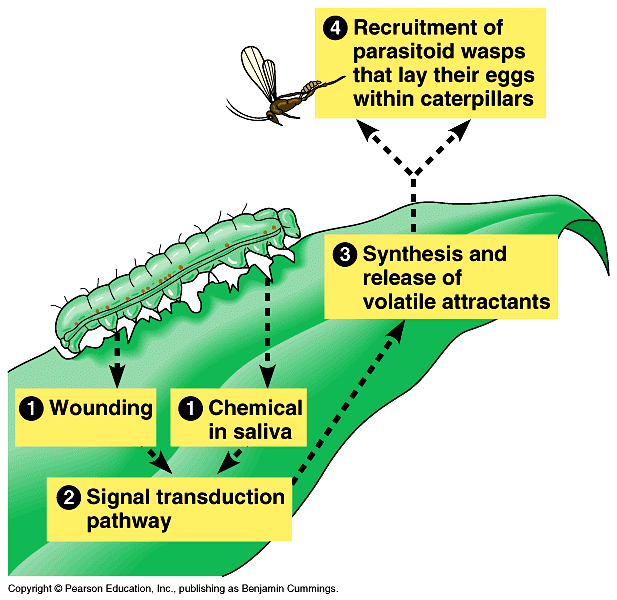 4 Recruitment of
parasitoid wasps
that lay their eggs
within caterpillars
3 Synthesis and
release of
volatile attractants
1 Wounding
1 Chemical
in saliva
2 Signal transduction
pathway
Copyright © Pearson Education, Inc., publishing as Benjamin Cummings.